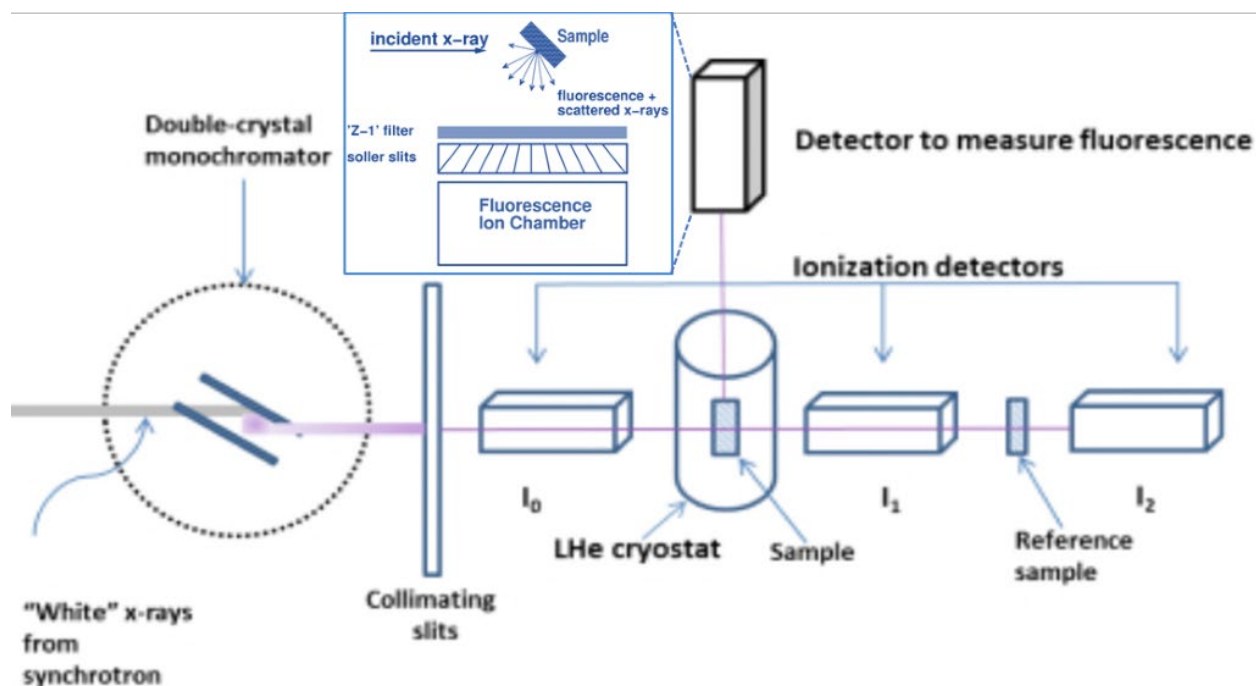 incident x-ray
Sample
fluorescence +
scattered x-rays
'Z-1' filter
soller slits
Fluorescence
Ion Chamber
Double-crystal
monochromator
Detector to measure fluorescence
Ionization detectors
I0
I1
I2
LHe cryostat
Sample
Reference
sample
Collimating
slits
"White" x-rays
from
synchrotron